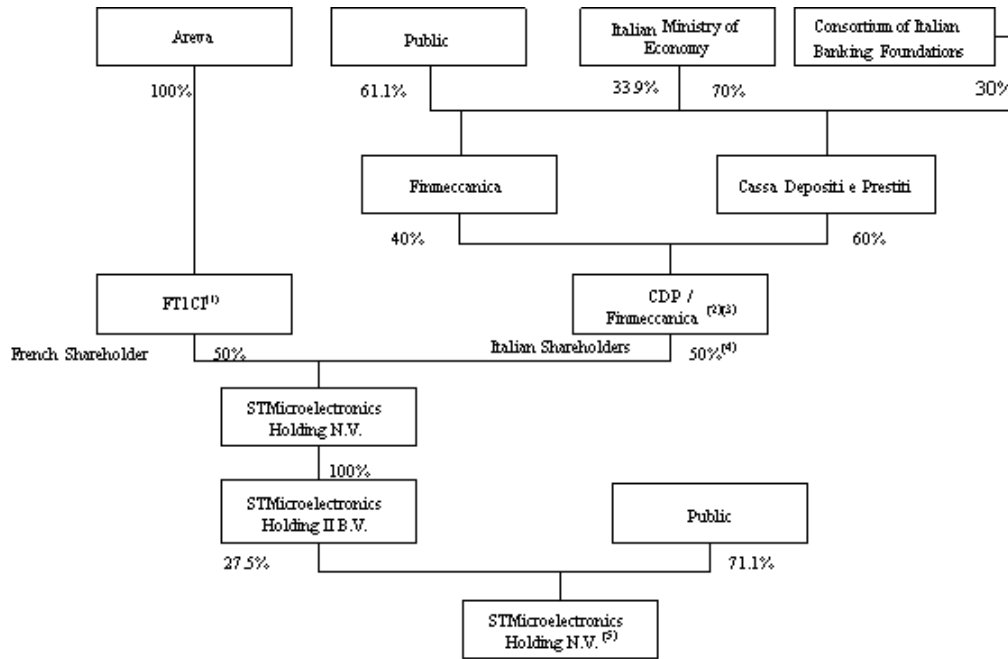 Areva
Public
Italian Ministry of
Economy
Consortium of Italian
Banking Foundations
100%
61.1%
33.9%
70%
30%
Finmeccanica
Cassa Depositi e Prestiti
40%
60%
FT1CI(1)
CDP /
Finmeccanica (2)(3)
French Shareholder
50%
Italian Shareholders
50%(4)
STMicroelectronics
Holding N.V.
100%
STMicroelectronics
Holding II B.V.
Public
27.5%
71.1%
STMicroelectronics
Holding N.V. (5)